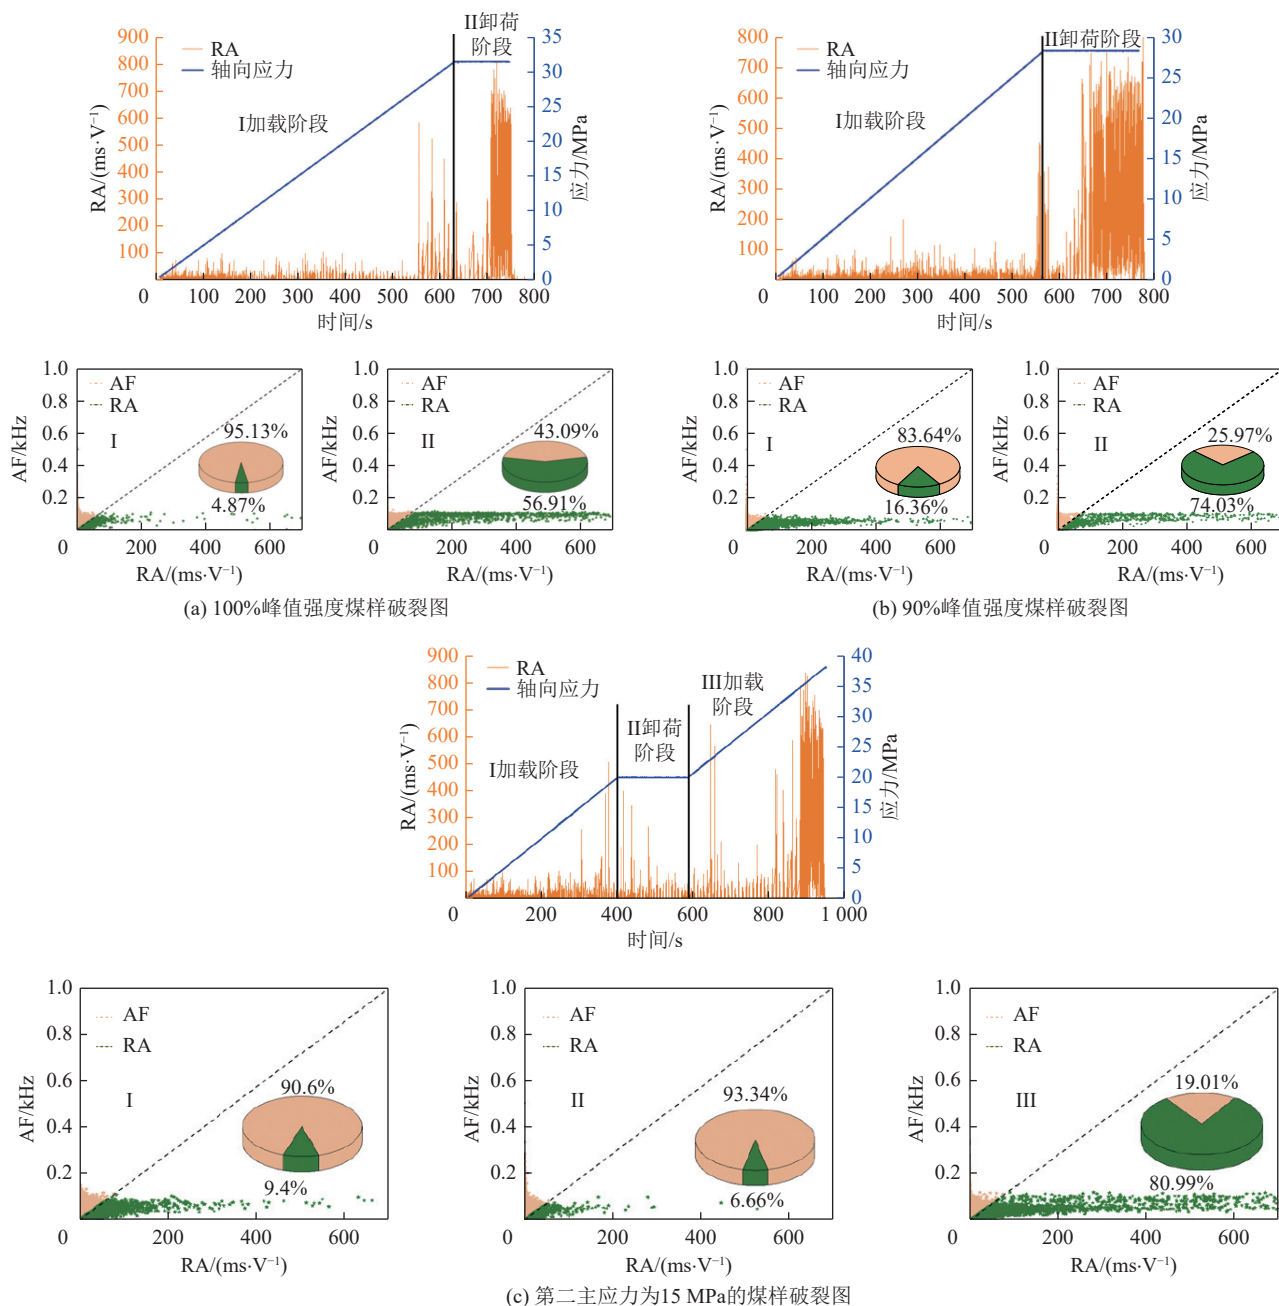 II卸荷
阶段
900
800
700
600
500
400
300
200
100
RA/(ms·V⁻¹)
RA
轴向应力
I加载阶段
35
30
25
20
15
10
5
0
应力/MPa
0 100 200 300 400 500 600 700 800
时间/s
800
700
600
500
400
300
200
100
RA/(ms·V⁻¹)
RA
轴向应力
II卸荷阶段
I加载阶段
30
25
20
15
10
5
0
应力/MPa
0 100 200 300 400 500 600 700 800
时间/s
1.0
0.8
0.6
0.4
0.2
AF/kHz
AF
RA
I
95.13%
4.87%
0 200 400 600
RA/(ms·V⁻¹)
1.0
0.8
0.6
0.4
0.2
AF/kHz
AF
RA
II
43.09%
56.91%
0 200 400 600
RA/(ms·V⁻¹)
(a) 100%峰值强度煤样破裂图
1.0
0.8
0.6
0.4
0.2
AF/kHz
AF
RA
I
83.64%
16.36%
0 200 400 600
RA/(ms·V⁻¹)
1.0
0.8
0.6
0.4
0.2
AF/kHz
AF
RA
II
25.97%
74.03%
0 200 400 600
RA/(ms·V⁻¹)
(b) 90%峰值强度煤样破裂图
900
800
700
600
500
400
300
200
100
RA/(ms·V⁻¹)
RA
轴向应力
I加载阶段
II卸荷
阶段
III加载
阶段
40
35
30
25
20
15
10
5
0
应力/MPa
0 200 400 600 800 1 000
时间/s
1.0
0.8
0.6
0.4
0.2
AF/kHz
AF
RA
I
90.6%
9.4%
0 200 400 600
RA/(ms·V⁻¹)
1.0
0.8
0.6
0.4
0.2
AF/kHz
AF
RA
II
93.34%
6.66%
0 200 400 600
RA/(ms·V⁻¹)
1.0
0.8
0.6
0.4
0.2
AF/kHz
AF
RA
III
19.01%
80.99%
0 200 400 600
RA/(ms·V⁻¹)
(c) 第二主应力为15 MPa的煤样破裂图